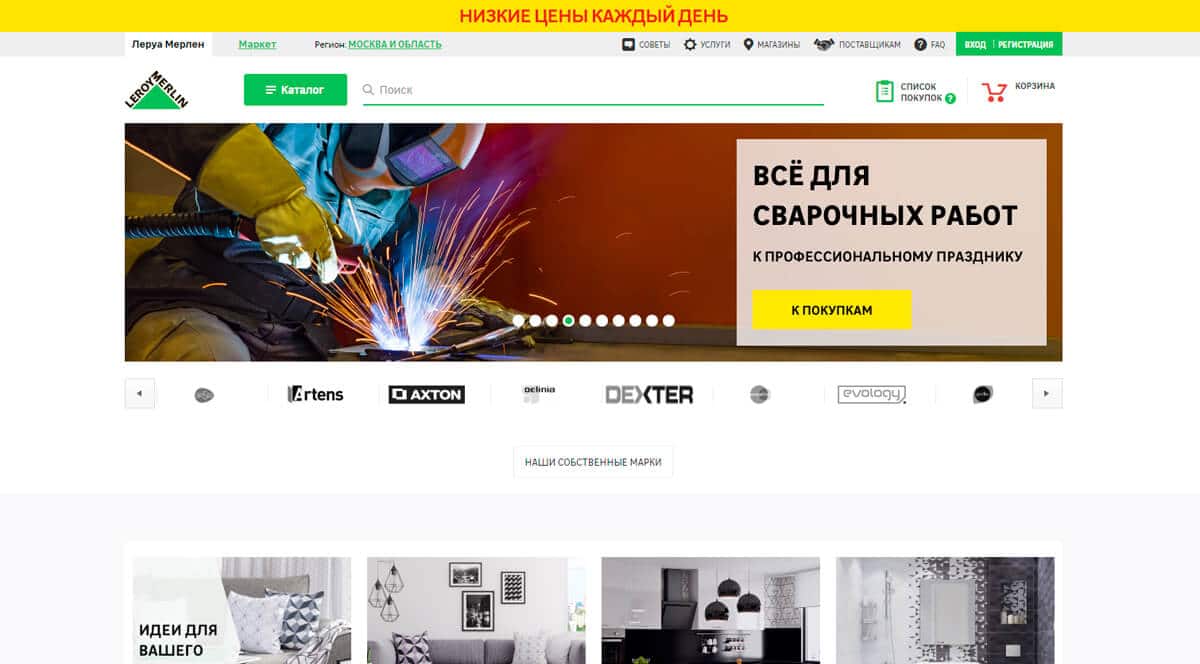 НИЗКИЕ ЦЕНЫ КАЖДЫЙ ДЕНЬ
Леруа Мерлен Маркет Регион: МОСКВА И ОБЛАСТЬ СОВЕТЫ УСЛУГИ МАГАЗИНЫ ПОСТАВЩИКАМ FAQ ВХОД РЕГИСТРАЦИЯ
LEROY MERLIN
Каталог
Поиск
СПИСОК
ПОКУПОК ?
КОРЗИНА
ВСЁ ДЛЯ
СВАРОЧНЫХ РАБОТ
К ПРОФЕССИОНАЛЬНОМУ ПРАЗДНИКУ
К ПОКУПКАМ
Artens AXTON Delinia DEXTER evology
НАШИ СОБСТВЕННЫЕ МАРКИ
ИДЕИ ДЛЯ
ВАШЕГО